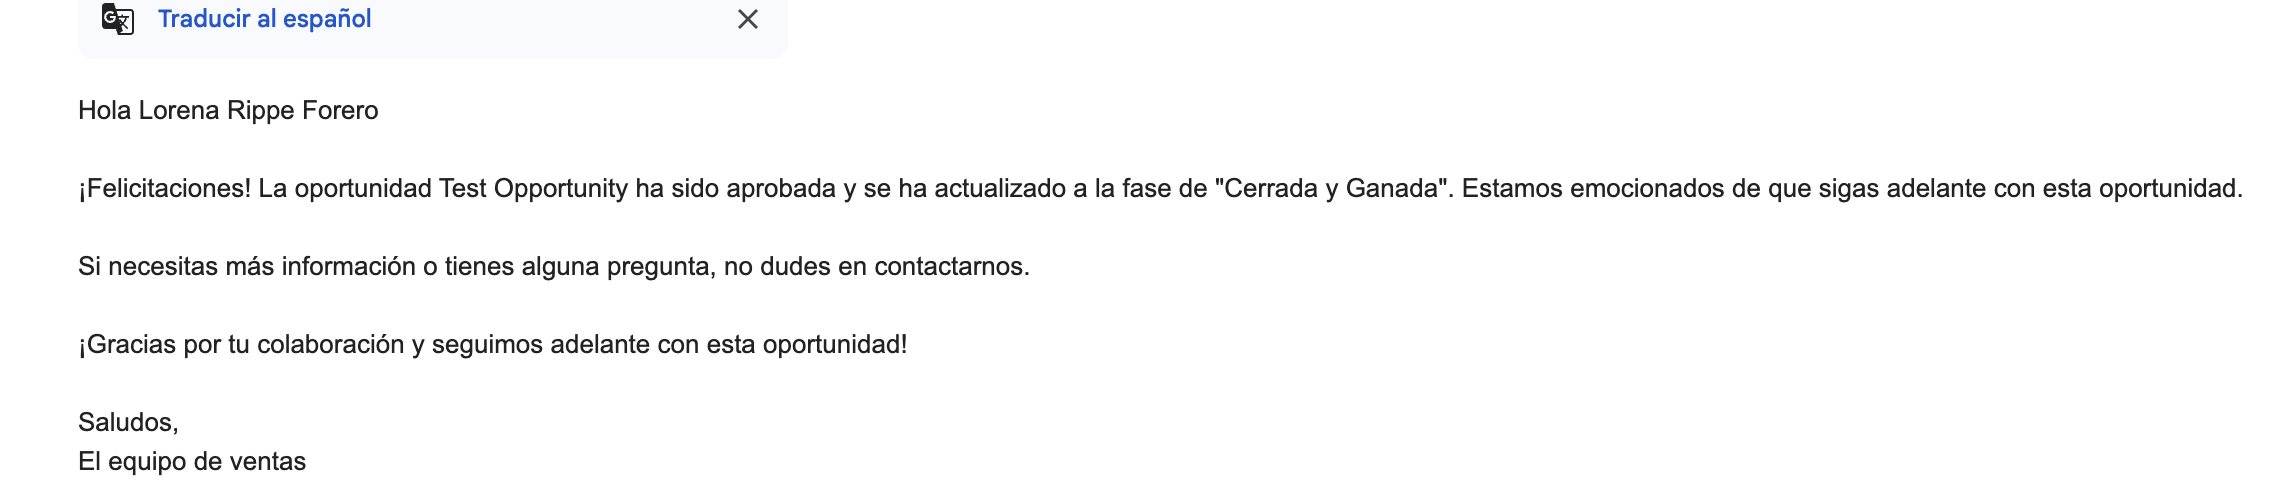 Traducir al español
Hola Lorena Rippe Forero
¡Felicitaciones! La oportunidad Test Opportunity ha sido aprobada y se ha actualizado a la fase de "Cerrada y Ganada". Estamos emocionados de que sigas adelante con esta oportunidad.
Si necesitas más información o tienes alguna pregunta, no dudes en contactarnos.
¡Gracias por tu colaboración y seguimos adelante con esta oportunidad!
Saludos,
El equipo de ventas